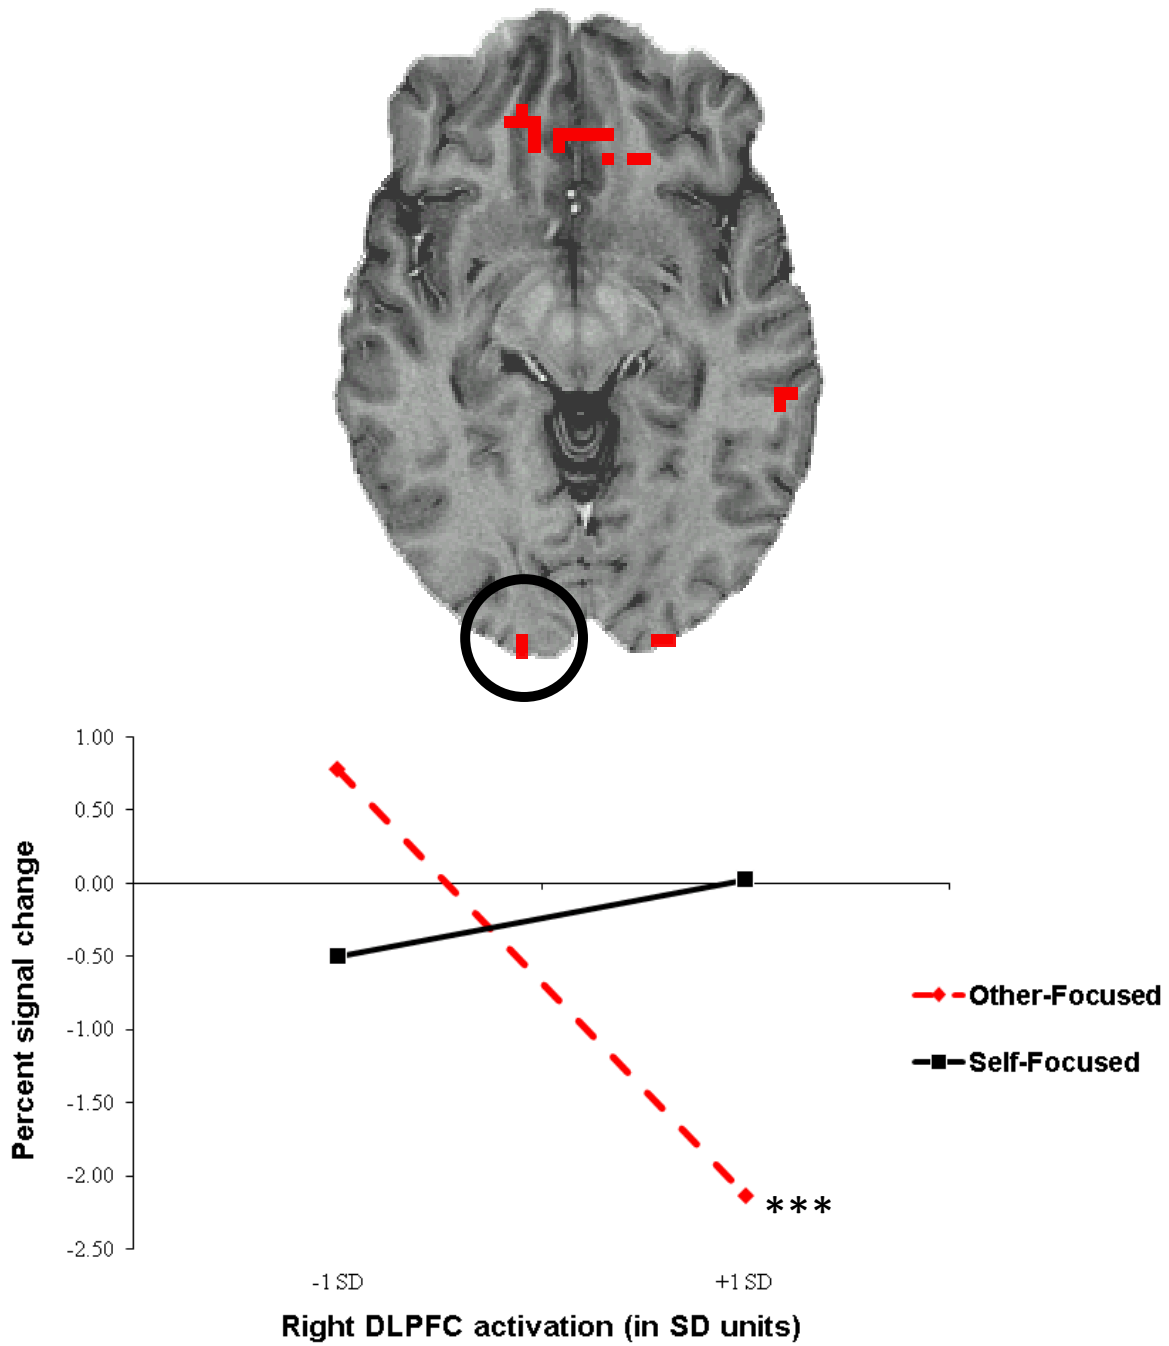 1.00
0.50
0.00
-0.50
-1.00
-1.50
-2.00
-2.50
Percent signal change
Other-Focused
Self-Focused
***
-1 SD
+1 SD
Right DLPFC activation (in SD units)